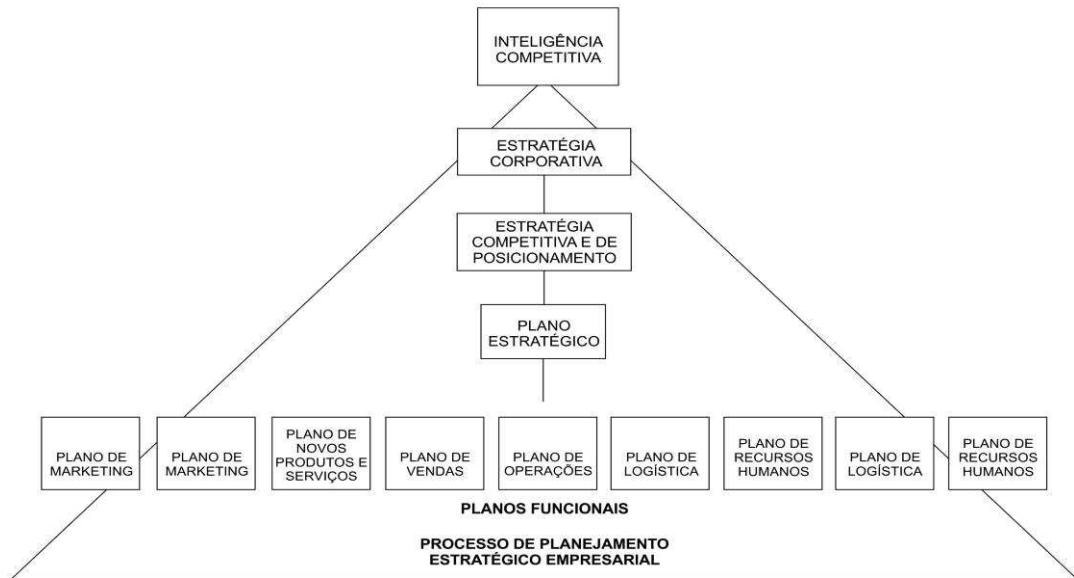 INTELIGÊNCIA
COMPETITIVA
ESTRATÉGIA
CORPORATIVA
ESTRATÉGIA
COMPETITIVA E DE
POSICIONAMENTO
PLANO
ESTRATÉGICO
PLANO DE
MARKETING
PLANO DE
MARKETING
PLANO DE
NOVOS
PRODUTOS E
SERVIÇOS
PLANO DE
VENDAS
PLANO DE
OPERAÇÕES
PLANO DE
LOGÍSTICA
PLANO DE
RECURSOS
HUMANOS
PLANO DE
LOGÍSTICA
PLANO DE
RECURSOS
HUMANOS
PLANOS FUNCIONAIS
PROCESSO DE PLANEJAMENTO
ESTRATÉGICO EMPRESARIAL